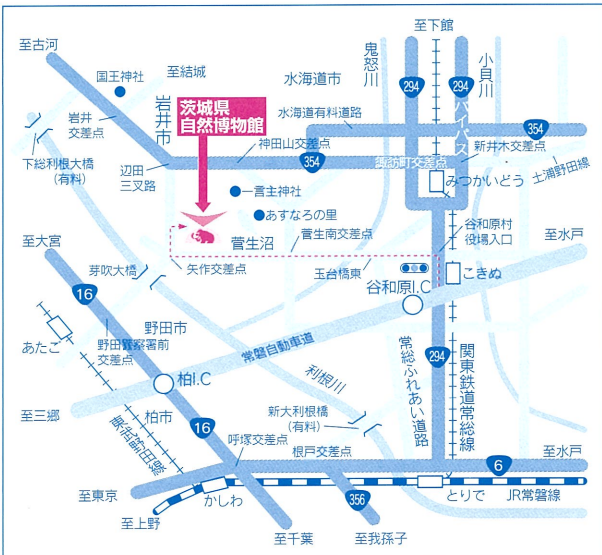 至下館
至古河
国王神社
至結城
鬼怒川
小貝川
水海道市
294
294
バイパス
茨城県
自然博物館
岩井市
岩井
交差点
水海道有料道路
354
下総利根大橋
(有料)
辺田
三叉路
神田山交差点
354
諏訪町交差点
新井木交差点
土浦野田線
みつかいどう
一言主神社
あすなろの里
菅生沼
菅生南交差点
谷和原村
役場入口
至大宮
至水戸
芽吹大橋
矢作交差点
玉台橋東
こきぬ
谷和原I.C
16
野田市
あたご
野田警察署前
交差点
常磐自動車道
294
柏I.C
利根川
常総ふれあい道路
関東鉄道常総線
至三郷
柏市
東武野田線
16
新大利根橋
(有料)
呼塚交差点
根戸交差点
至水戸
6
至東京
かしわ
356
とりで
JR常磐線
至上野
至千葉
至我孫子